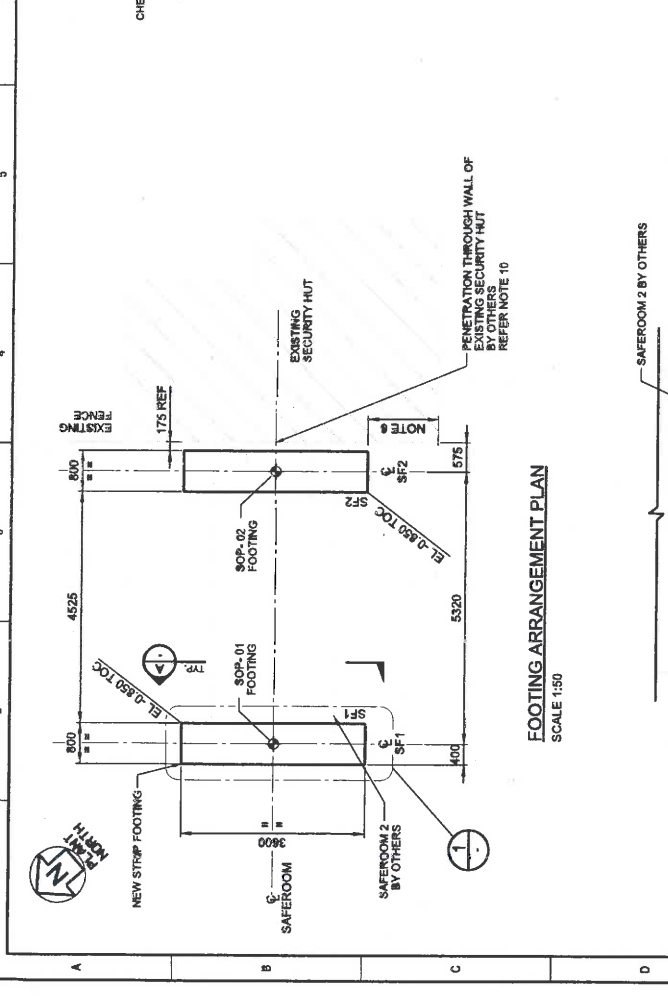 CHE
5
4
A
B
C
D
PLANT
NORTH
N
NEW STRIP FOOTING
800
=
=
4525
800
=
=
175 REF
EXISTING
FENCE
EL -0.850 TOC
A
-
TYP.
SOP- 01
FOOTING
SOP- 02
FOOTING
EXISTING
SECURITY HUT
3600
=
=
℄
SAFEROOM
SF1
SF2
℄
SF1
℄
SF2
EL -0.850 TOC
NOTE 6
400
5320
575
SAFEROOM 2
BY OTHERS
1
-
PENETRATION THROUGH WALL OF
EXISTING SECURITY HUT
BY OTHERS
REFER NOTE 10
FOOTING ARRANGEMENT PLAN
SCALE 1:50
SAFEROOM 2 BY OTHERS